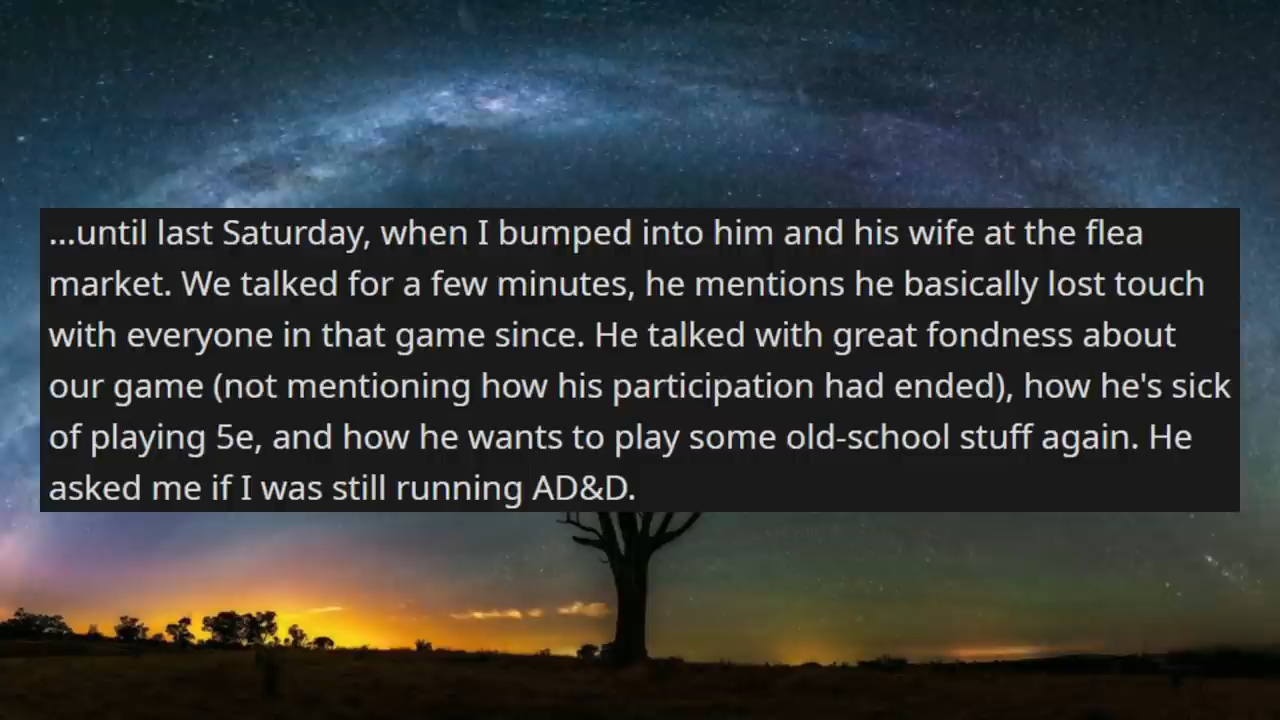 ...until last Saturday, when I bumped into him and his wife at the flea
market. We talked for a few minutes, he mentions he basically lost touch
with everyone in that game since. He talked with great fondness about
our game (not mentioning how his participation had ended), how he's sick
of playing 5e, and how he wants to play some old-school stuff again. He
asked me if I was still running AD&D.